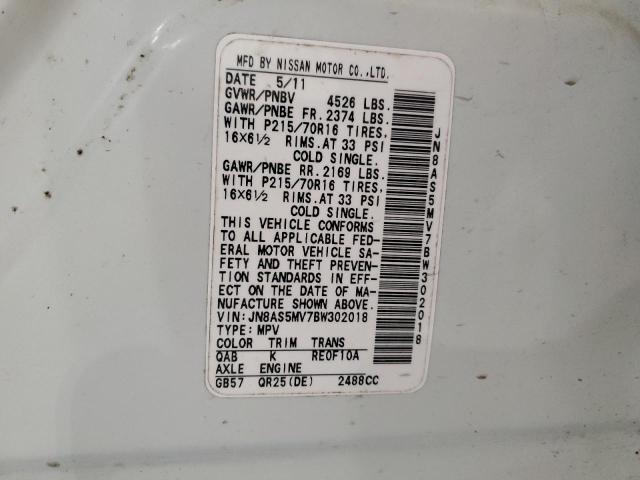 MFD BY NISSAN MOTOR CO.,LTD.
DATE 5/11
GVWR/PNBV 4526 LBS.
GAWR/PNBE FR. 2374 LBS.
WITH P215/70R16 TIRES,
16X6½ RIMS. AT 33 PSI
COLD SINGLE.
GAWR/PNBE RR. 2169 LBS.
WITH P215/70R16 TIRES,
16X6½ RIMS. AT 33 PSI
COLD SINGLE.
THIS VEHICLE CONFORMS
TO ALL APPLICABLE FED-
ERAL MOTOR VEHICLE SA-
FETY AND THEFT PREVEN-
TION STANDARDS IN EFF-
ECT ON THE DATE OF MA-
NUFACTURE SHOWN ABOVE.
VIN:JN8AS5MV7BW302018
TYPE: MPV
COLOR TRIM TRANS
QAB K RE0F10A
AXLE ENGINE
GB57 QR25(DE) 2488CC
JN8AS5MV7BW302018